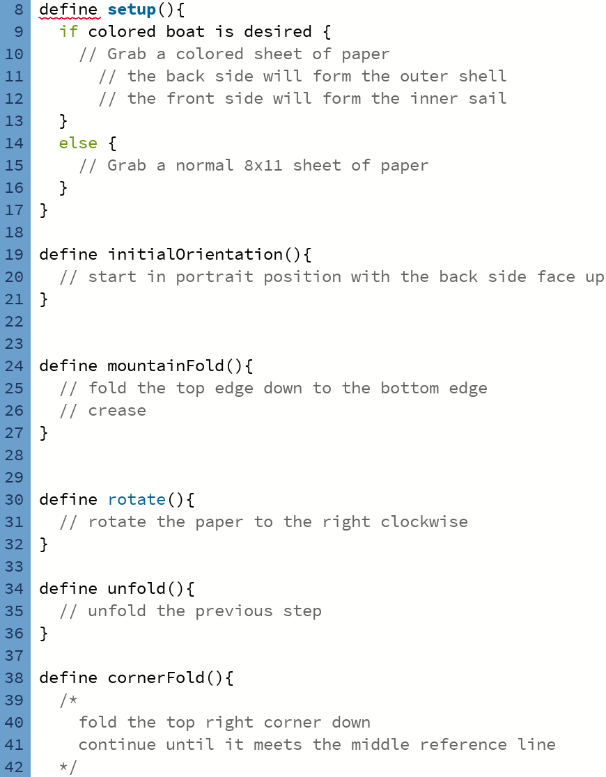 8 define setup(){
9 if colored boat is desired {
10 // Grab a colored sheet of paper
11 // the back side will form the outer shell
12 // the front side will form the inner sail
13 }
14 else {
15 // Grab a normal 8x11 sheet of paper
16 }
17 }
18
19 define initialOrientation(){
20 // start in portrait position with the back side face up
21 }
22
23
24 define mountainFold(){
25 // fold the top edge down to the bottom edge
26 // crease
27 }
28
29
30 define rotate(){
31 // rotate the paper to the right clockwise
32 }
33
34 define unfold(){
35 // unfold the previous step
36 }
37
38 define cornerFold(){
39 /*
40 fold the top right corner down
41 continue until it meets the middle reference line
42 */